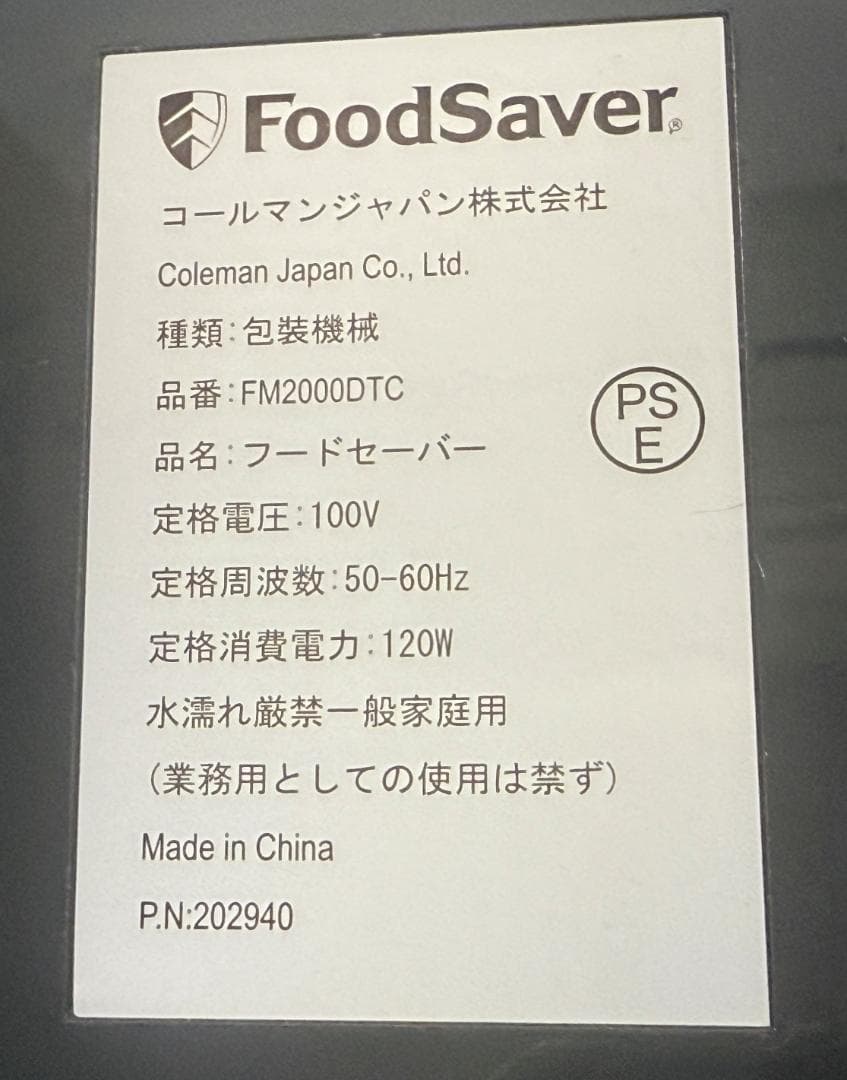 FoodSaver®
コールマンジャパン株式会社
Coleman Japan Co., Ltd.
種類:包装機械
品番:FM2000DTC
品名:フードセーバー
PS
E
定格電圧:100V
定格周波数:50-60Hz
定格消費電力:120W
水濡れ厳禁一般家庭用
(業務用としての使用は禁ず)
Made in China
P.N:202940